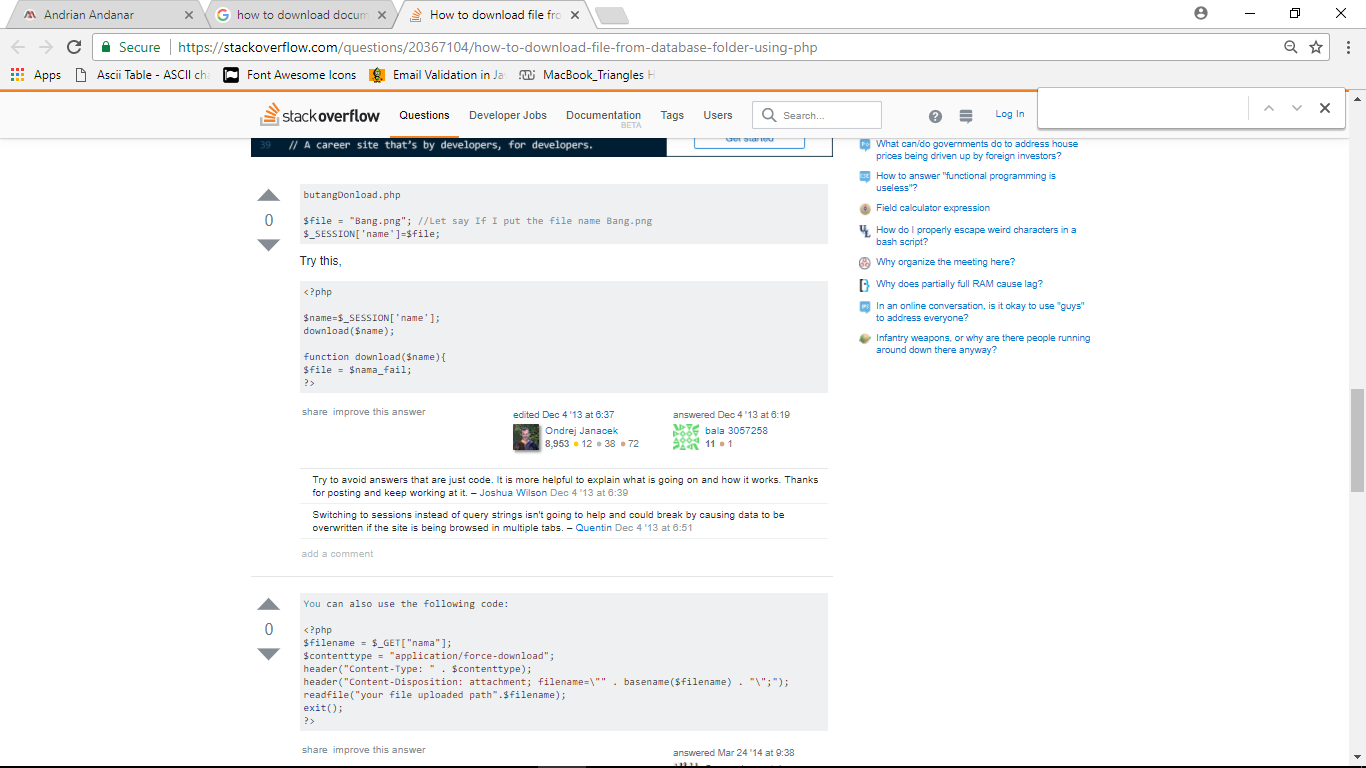 Andrian Andanar
how to download docum
How to download file fro
Secure
https://stackoverflow.com/questions/20367104/how-to-download-file-from-database-folder-using-php
Apps
Ascii Table - ASCII cha
Font Awesome Icons
Email Validation in Ja
MacBook_Triangles H
stackoverflow
Questions
Developer Jobs
Documentation
BETA
Tags
Users
Search...
Log In
39 // A career site that's by developers, for developers.
Get started
0
butangDonload.php
$file = "Bang.png"; //Let say If I put the file name Bang.png
$_SESSION['name']=$file;
Try this,
<?php
$name=$_SESSION['name'];
download($name);
function download($name){
$file = $nama_fail;
?>
share improve this answer
edited Dec 4 '13 at 6:37
Ondrej Janacek
8,953 12 38 72
answered Dec 4 '13 at 6:19
bala 3057258
11 1
Try to avoid answers that are just code. It is more helpful to explain what is going on and how it works. Thanks
for posting and keep working at it. – Joshua Wilson Dec 4 '13 at 6:39
Switching to sessions instead of query strings isn't going to help and could break by causing data to be
overwritten if the site is being browsed in multiple tabs. – Quentin Dec 4 '13 at 6:51
add a comment
0
You can also use the following code:
<?php
$filename = $_GET["nama"];
$contenttype = "application/force-download";
header("Content-Type: " . $contenttype);
header("Content-Disposition: attachment; filename=\"" . basename($filename) . "\";");
readfile("your file uploaded path".$filename);
exit();
?>
share improve this answer
answered Mar 24 '14 at 9:38
What can/do governments do to address house
prices being driven up by foreign investors?
How to answer "functional programming is
useless"?
Field calculator expression
How do I properly escape weird characters in a
bash script?
Why organize the meeting here?
Why does partially full RAM cause lag?
In an online conversation, is it okay to use "guys"
to address everyone?
Infantry weapons, or why are there people running
around down there anyway?